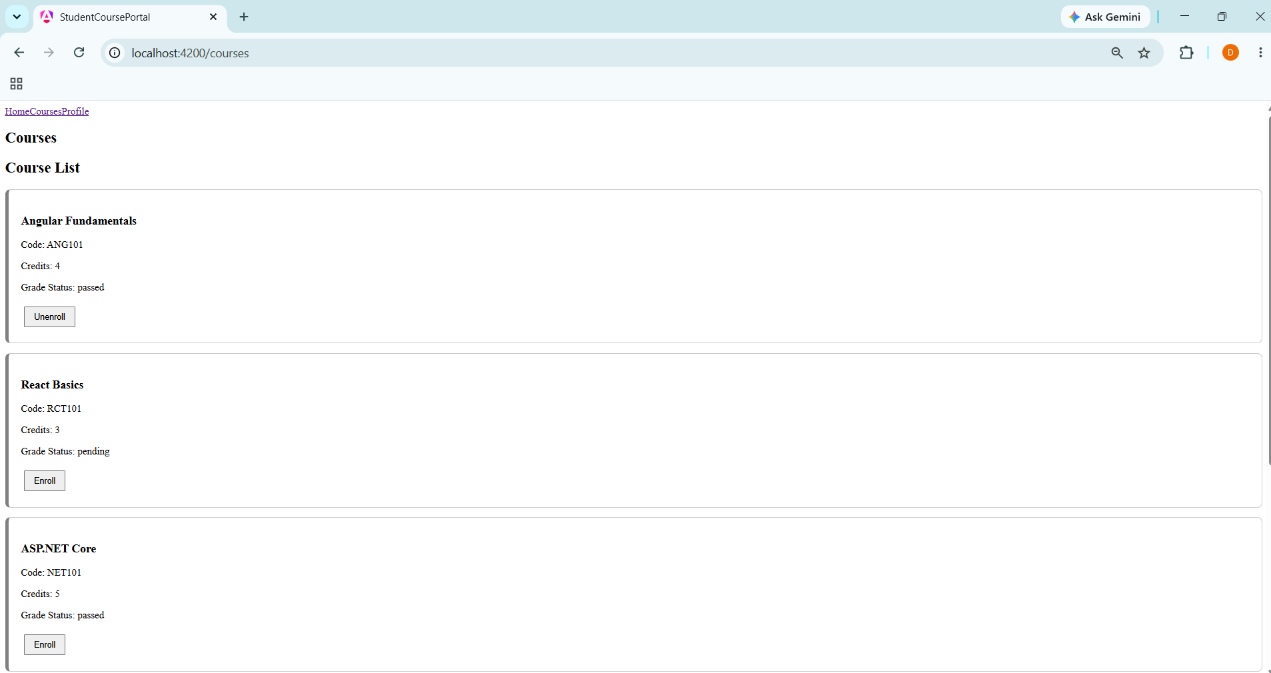 StudentCoursePortal
Ask Gemini
localhost:4200/courses
D
HomeCoursesProfile
Courses
Course List
Angular Fundamentals
Code: ANG101
Credits: 4
Grade Status: passed
Unenroll
React Basics
Code: RCT101
Credits: 3
Grade Status: pending
Enroll
ASP.NET Core
Code: NET101
Credits: 5
Grade Status: passed
Enroll